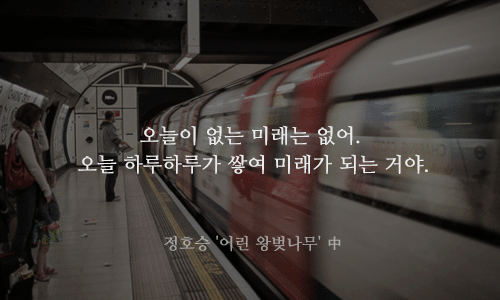 오늘이 없는 미래는 없어.
오늘 하루하루가 쌓여 미래가 되는 거야.
정호승 '어린 왕벚나무' 中